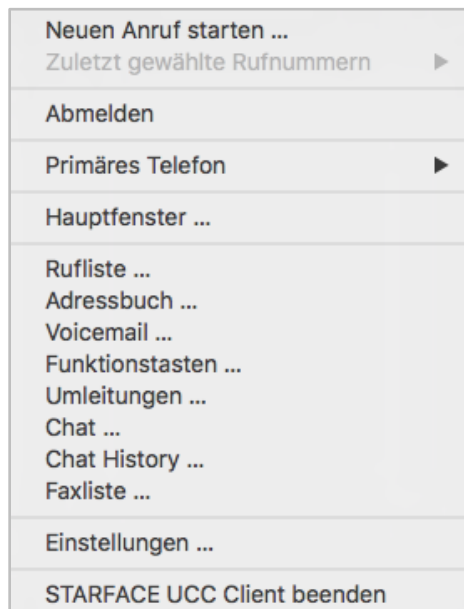 Neuen Anruf starten ...
Zuletzt gewählte Rufnummern
Abmelden
Primäres Telefon
Hauptfenster ...
Rufliste ...
Adressbuch ...
Voicemail ...
Funktionstasten ...
Umleitungen ...
Chat ...
Chat History ...
Faxliste ...
Einstellungen ...
STARFACE UCC Client beenden